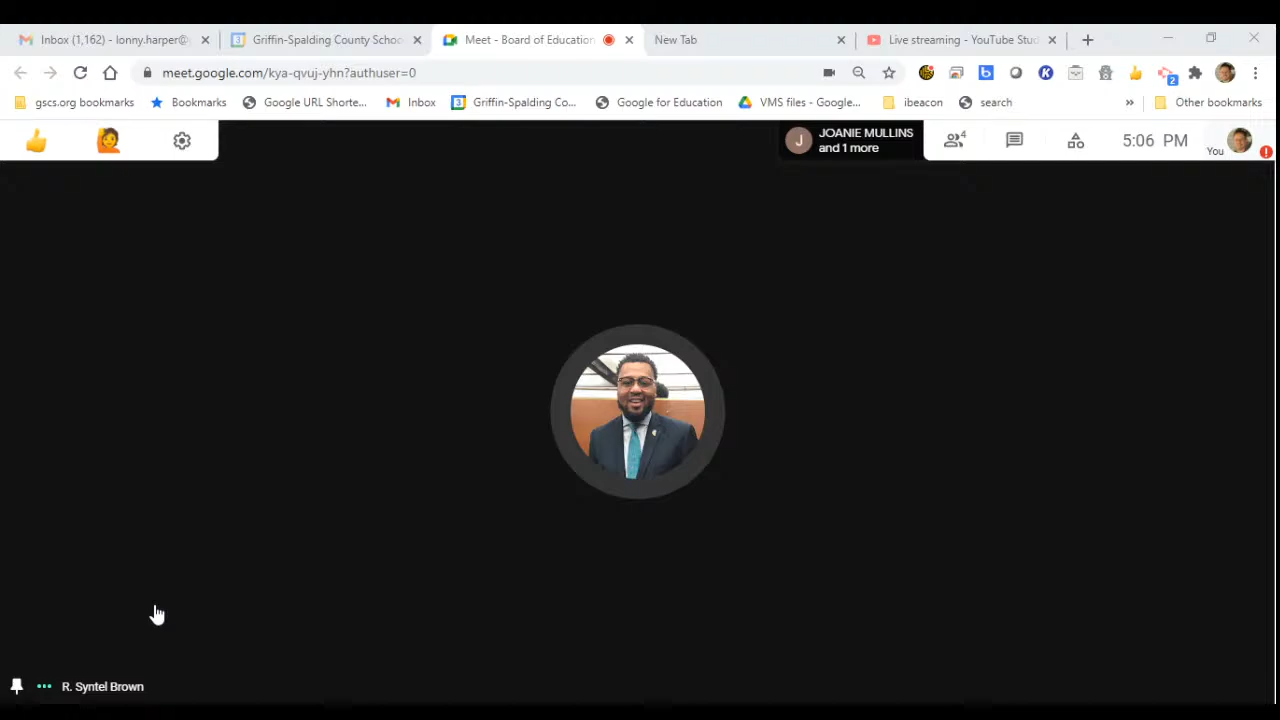 Inbox (1,162) - lonny.harper@
Griffin-Spalding County Schoo
Meet - Board of Education
New Tab
Live streaming - YouTube Stud
meet.google.com/kya-qvuj-yhn?authuser=0
2
gscs.org bookmarks
Bookmarks
Google URL Shorte...
Inbox
Griffin-Spalding Co...
Google for Education
VMS files - Google...
ibeacon
search
»
Other bookmarks
J
JOANIE MULLINS
and 1 more
4
5:06 PM
You
R. Syntel Brown